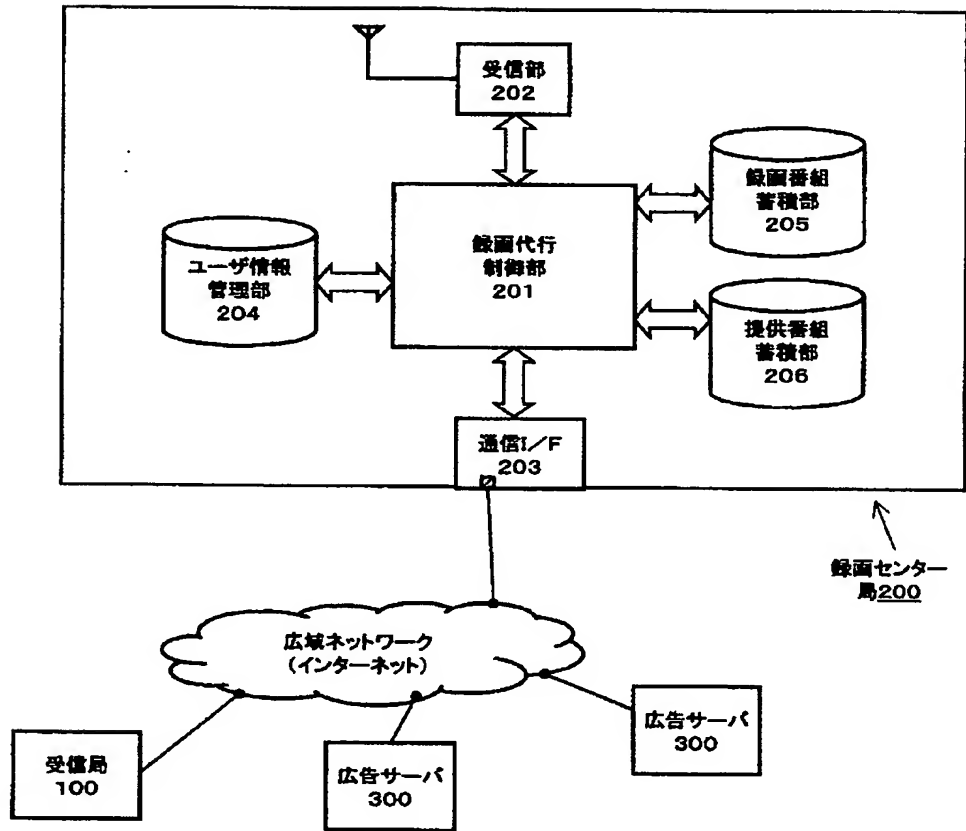 受信部
202
録画番組
蓄積部
205
録画代行
制御部
201
ユーザ情報
管理部
204
提供番組
蓄積部
206
通信I／F
203
録画センター
局200
広域ネットワーク
（インターネット）
広告サーバ
300
受信局
100
広告サーバ
300